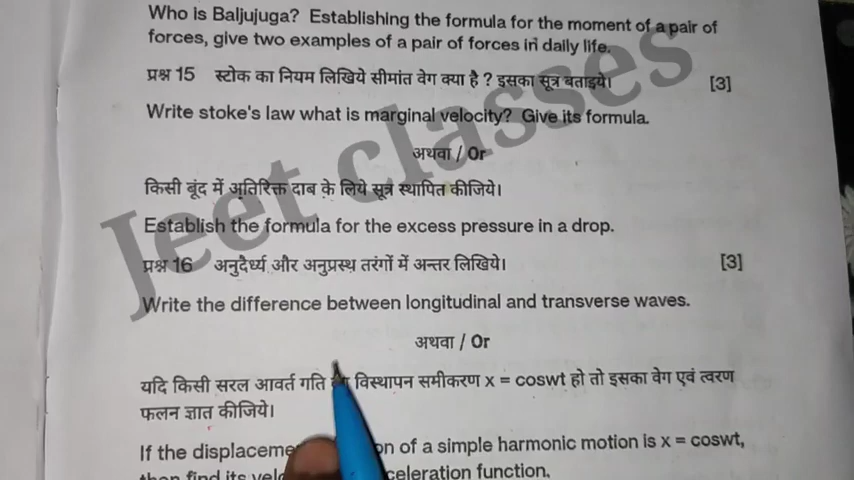 Who is Baljujuga? Establishing the formula for the moment of a pair of
forces, give two examples of a pair of forces in daily life.
प्रश्न 15 स्टोक का नियम लिखिये सीमांत वेग क्या है ? इसका सूत्र बताइये। [3]
Write stoke's law what is marginal velocity? Give its formula.
अथवा / Or
किसी बूंद में अतिरिक्त दाब के लिये सूत्र स्थापित कीजिये।
Establish the formula for the excess pressure in a drop.
प्रश्न 16 अनुदैर्ध्य और अनुप्रस्थ तरंगों में अन्तर लिखिये। [3]
Write the difference between longitudinal and transverse waves.
अथवा / Or
यदि किसी सरल आवर्त गति विस्थापन समीकरण x = coswt हो तो इसका वेग एवं त्वरण
फलन ज्ञात कीजिये।
If the of a simple harmonic motion is x = coswt,
find its function.
Jeet classes